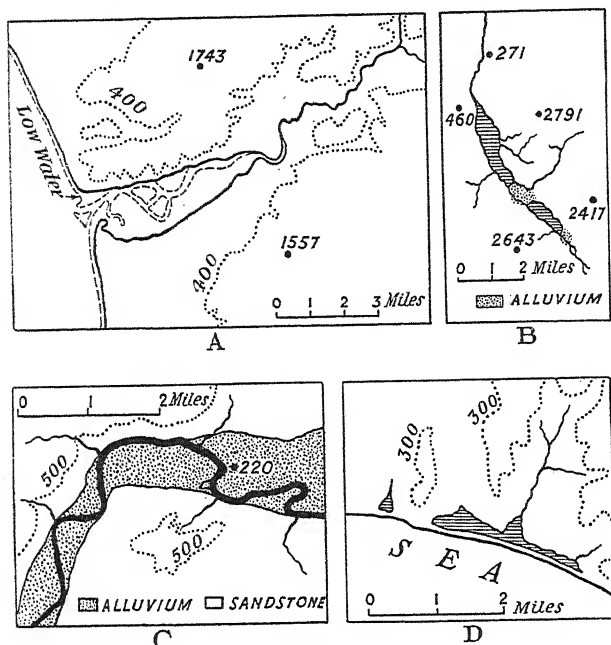 1743
400
Low Water
1557
400
0 1 2 3 Miles
A
271
460
2791
2417
2643
0 1 2
Miles
ALLUVIUM
B
0 1 2 Miles
500
220
500
ALLUVIUM SANDSTONE
C
300
300
SEA
0 1 2
Miles
D